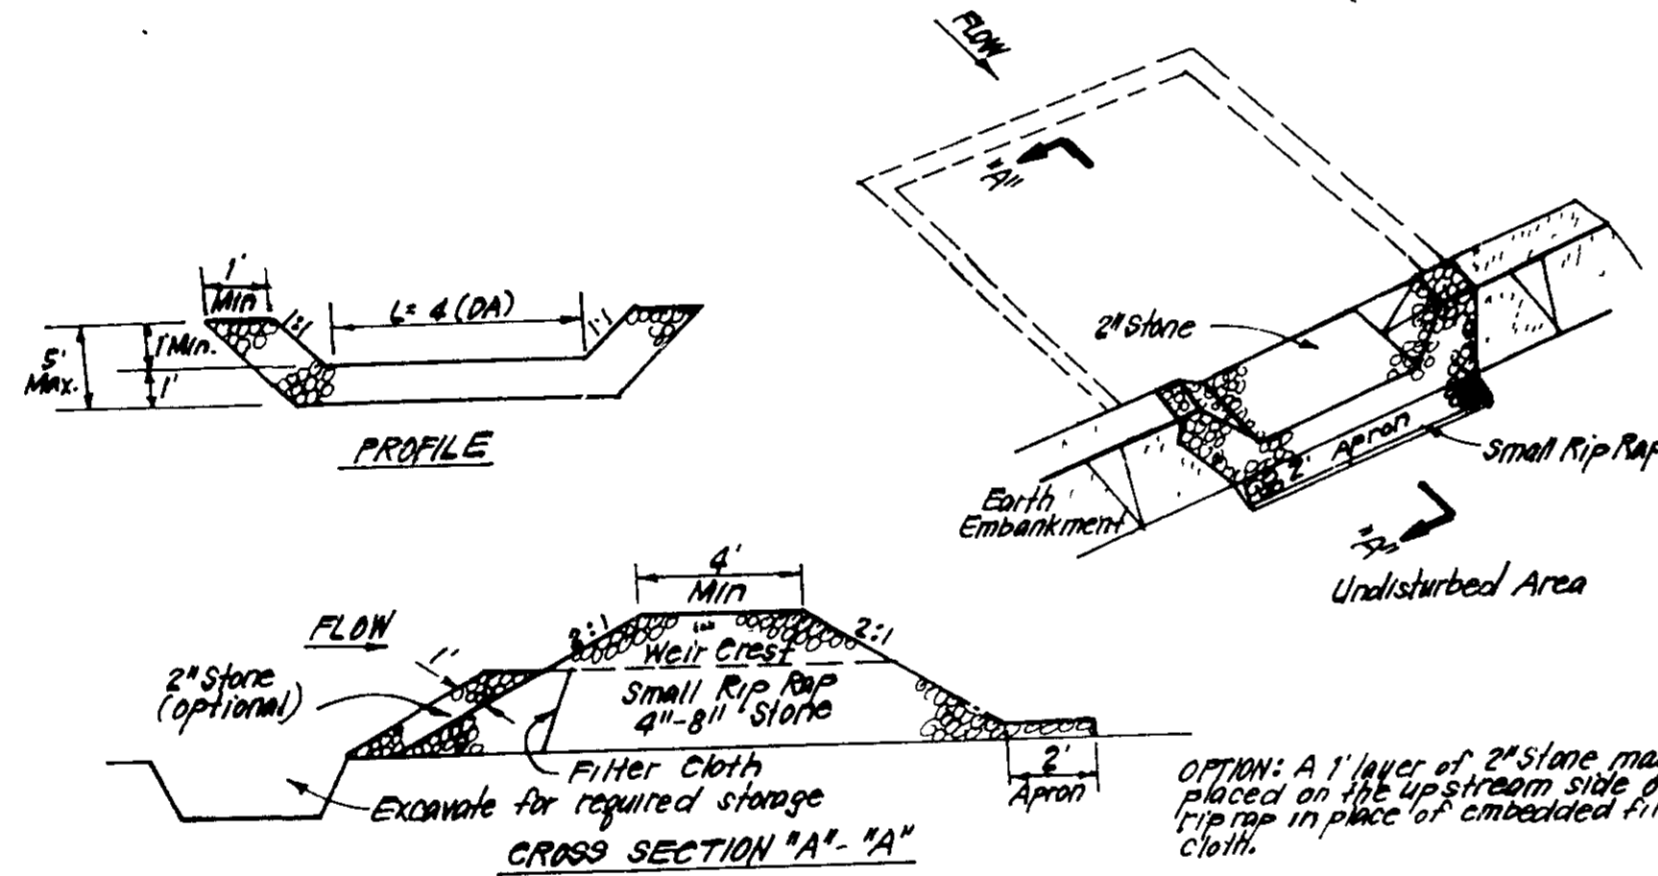 FLOW
"A"
1'
Min
1:1
L= 4 (DA)
1:1
1' Min.
5'
Max.
1'
PROFILE
2" Stone
2' Apron
Small Rip Rap
Earth
Embankment
"A"
Undisturbed Area
4'
Min
FLOW
2:1
2:1
1'
Weir Crest
2" Stone
(optional)
Small Rip Rap
4"-8" Stone
Filter Cloth
Excavate for required storage
2'
Apron
CROSS SECTION "A"- "A"
OPTION: A 1' layer of 2" Stone
placed on the upstream side
rip rap in place of embedded
cloth.